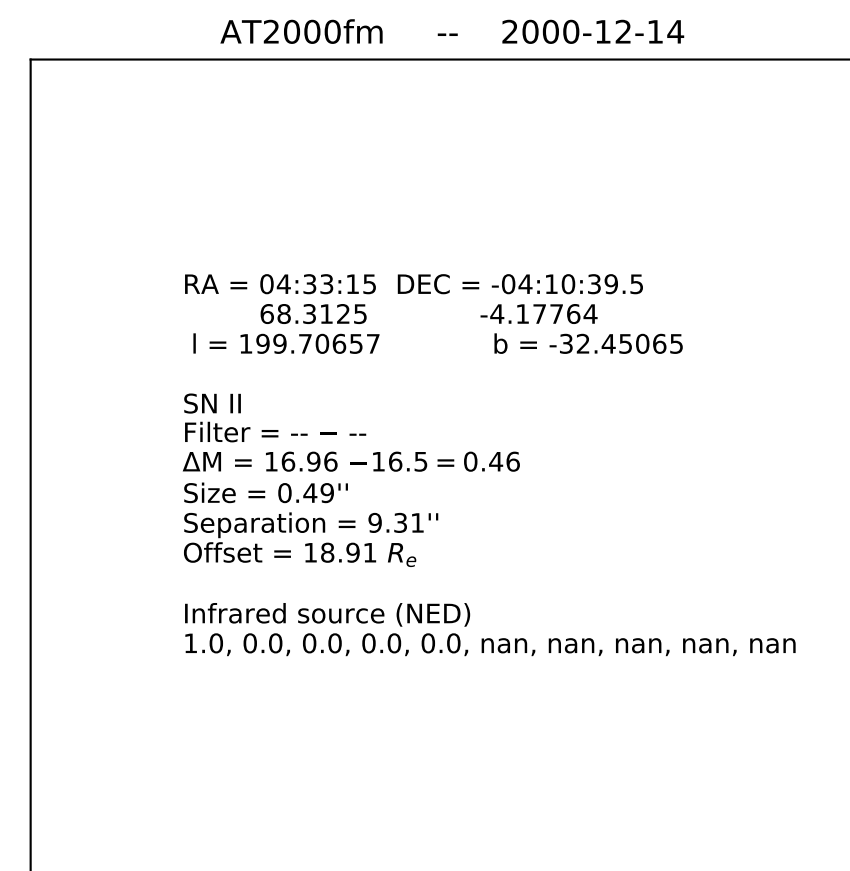 AT2000fm -- 2000-12-14
RA = 04:33:15 DEC = -04:10:39.5
68.3125 -4.17764
l = 199.70657 b = -32.45065
SN II
Filter = -- − --
ΔM = 16.96 −16.5 = 0.46
Size = 0.49''
Separation = 9.31''
Offset = 18.91 Rₑ
Infrared source (NED)
1.0, 0.0, 0.0, 0.0, 0.0, nan, nan, nan, nan, nan